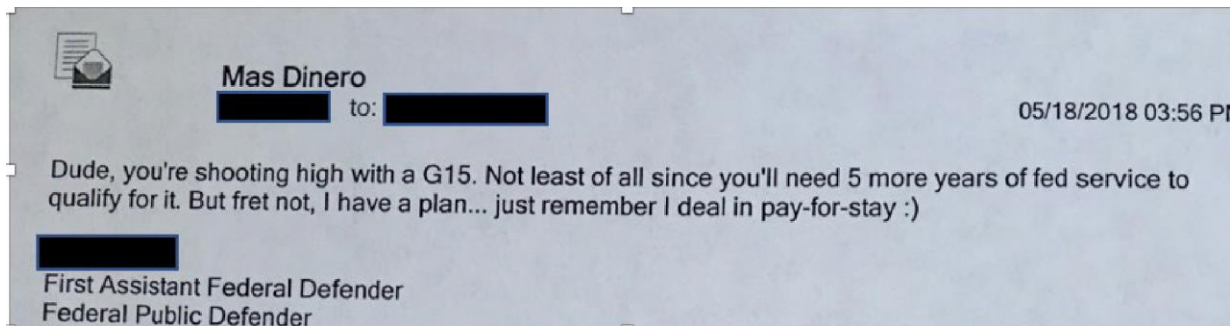 Mas Dinero
to:
05/18/2018 03:56 P
Dude, you're shooting high with a G15. Not least of all since you'll need 5 more years of fed service to
qualify for it. But fret not, I have a plan... just remember I deal in pay-for-stay :)
First Assistant Federal Defender
Federal Public Defender